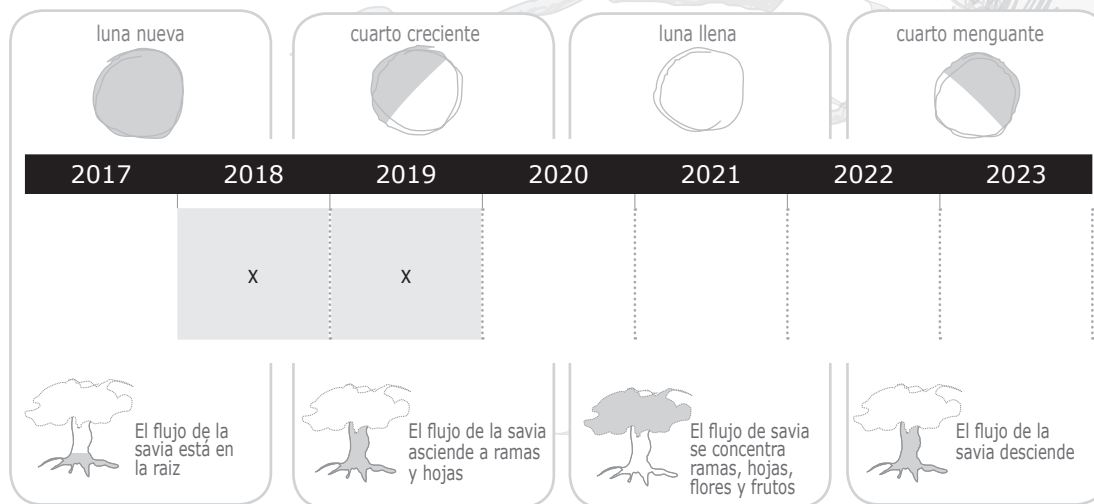 luna nueva
cuarto creciente
luna llena
cuarto menguante
2017 2018 2019 2020 2021 2022 2023
X X
El flujo de la
savia está en
la raiz
El flujo de la savia
asciende a ramas
y hojas
El flujo de savia
se concentra
ramas, hojas,
flores y frutos
El flujo de la
savia desciende